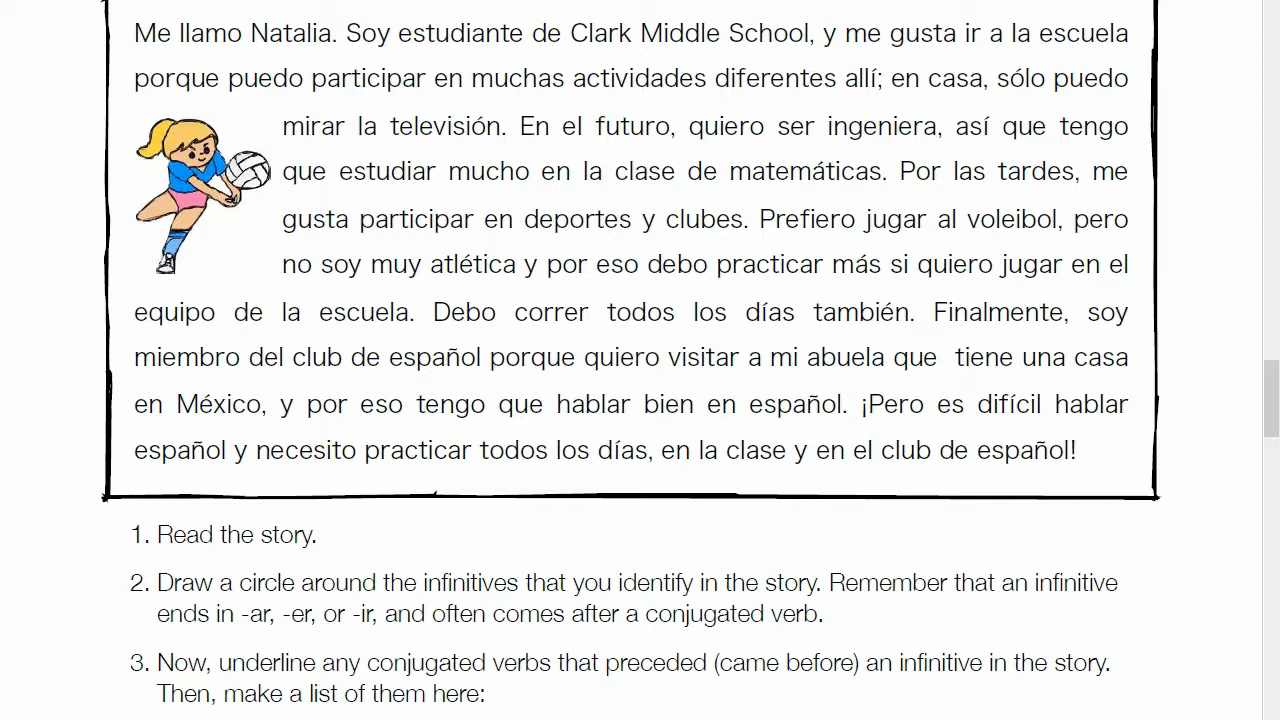 Me llamo Natalia. Soy estudiante de Clark Middle School, y me gusta ir a la escuela
porque puedo participar en muchas actividades diferentes allí; en casa, sólo puedo
mirar la televisión. En el futuro, quiero ser ingeniera, así que tengo
que estudiar mucho en la clase de matemáticas. Por las tardes, me
gusta participar en deportes y clubes. Prefiero jugar al voleibol, pero
no soy muy atlética y por eso debo practicar más si quiero jugar en el
equipo de la escuela. Debo correr todos los días también. Finalmente, soy
miembro del club de español porque quiero visitar a mi abuela que tiene una casa
en México, y por eso tengo que hablar bien en español. ¡Pero es difícil hablar
español y necesito practicar todos los días, en la clase y en el club de español!
1. Read the story.
2. Draw a circle around the infinitives that you identify in the story. Remember that an infinitive
ends in -ar, -er, or -ir, and often comes after a conjugated verb.
3. Now, underline any conjugated verbs that preceded (came before) an infinitive in the story.
Then, make a list of them here: